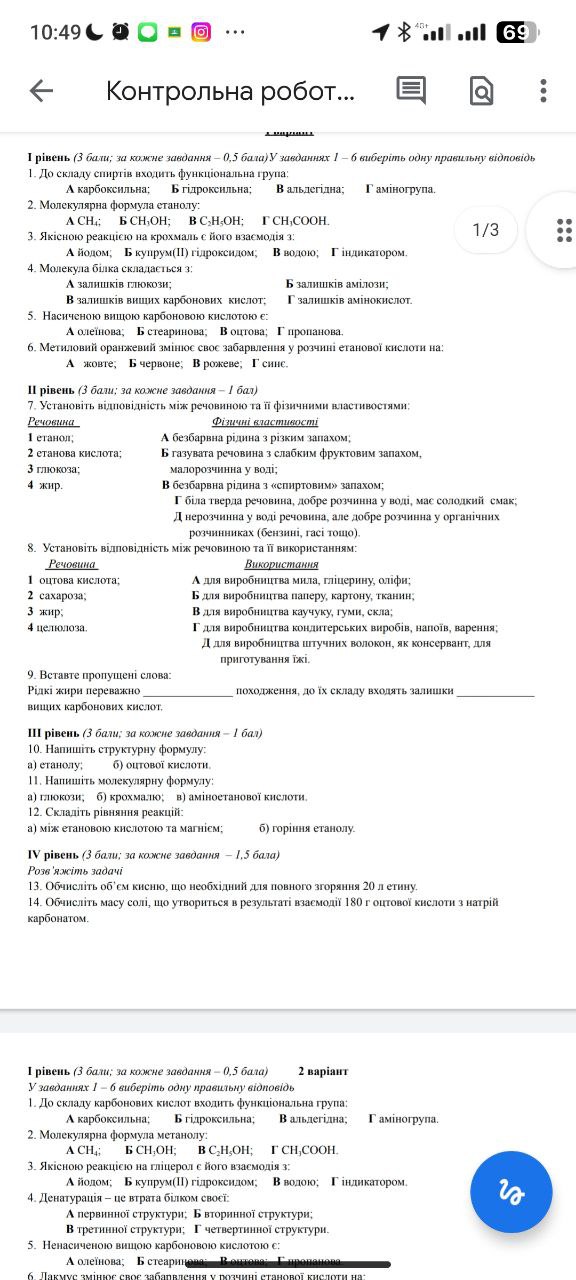 10:49 ... 4G+ 69
Контрольна робот...
1 варіант
І рівень (3 бали; за кожне завдання – 0,5 бала)У завданнях 1 – 6 виберіть одну правильну відповідь
1. До складу спиртів входить функціональна група:
А карбоксильна; Б гідроксильна; В альдегідна; Г аміногрупа.
2. Молекулярна формула етанолу:
А CH₄; Б CH₃OH; В C₂H₅OH; Г CH₃COOH.
1/3
3. Якісною реакцією на крохмаль є його взаємодія з:
А йодом; Б купрум(ІІ) гідроксидом; В водою; Г індикатором.
4. Молекула білка складається з:
А залишків глюкози; Б залишків амілози;
В залишків вищих карбонових кислот; Г залишків амінокислот.
5. Насиченою вищою карбоновою кислотою є:
А олеїнова; Б стеаринова; В оцтова; Г пропанова.
6. Метиловий оранжевий змінює своє забарвлення у розчині етанової кислоти на:
А жовте; Б червоне; В рожеве; Г синє.
ІІ рівень (3 бали; за кожне завдання – 1 бал)
7. Установіть відповідність між речовиною та її фізичними властивостями:
Речовина Фізичні властивості
1 етанол; А безбарвна рідина з різким запахом;
2 етанова кислота; Б газувата речовина з слабким фруктовим запахом,
3 глюкоза; малорозчинна у воді;
4 жир. В безбарвна рідина з «спиртовим» запахом;
Г біла тверда речовина, добре розчинна у воді, має солодкий смак;
Д нерозчинна у воді речовина, але добре розчинна у органічних
розчинниках (бензині, гасі тощо).
8. Установіть відповідність між речовиною та її використанням:
Речовина Використання
1 оцтова кислота; А для виробництва мила, гліцерину, оліфи;
2 сахароза; Б для виробництва паперу, картону, тканин;
3 жир; В для виробництва каучуку, гуми, скла;
4 целюлоза. Г для виробництва кондитерських виробів, напоїв, варення;
Д для виробництва штучних волокон, як консервант, для
приготування їжі.
9. Вставте пропущені слова:
Рідкі жири переважно ______________ походження, до їх складу входять залишки ____________
вищих карбонових кислот.
ІІІ рівень (3 бали; за кожне завдання – 1 бал)
10. Напишіть структурну формулу:
а) етанолу; б) оцтової кислоти.
11. Напишіть молекулярну формулу:
а) глюкози; б) крохмалю; в) аміноетанової кислоти.
12. Складіть рівняння реакцій:
а) між етановою кислотою та магнієм; б) горіння етанолу.
ІV рівень (3 бали; за кожне завдання – 1,5 бала)
Розв’яжіть задачі
13. Обчисліть об’єм кисню, що необхідний для повного згоряння 20 л етину.
14. Обчисліть масу солі, що утвориться в результаті взаємодії 180 г оцтової кислоти з натрій
карбонатом.
І рівень (3 бали; за кожне завдання – 0,5 бала) 2 варіант
У завданнях 1 – 6 виберіть одну правильну відповідь
1. До складу карбонових кислот входить функціональна група:
А карбоксильна; Б гідроксильна; В альдегідна; Г аміногрупа.
2. Молекулярна формула метанолу:
А CH₄; Б CH₃OH; В C₂H₅OH; Г CH₃COOH.
3. Якісною реакцією на гліцерол є його взаємодія з:
А йодом; Б купрум(ІІ) гідроксидом; В водою; Г індикатором.
4. Денатурація – це втрата білком своєї:
А первинної структури; Б вторинної структури;
В третинної структури; Г четвертинної структури.
5. Ненасиченою вищою карбоновою кислотою є:
А олеїнова; Б стеаринова; В оцтова; Г пропанова.
6. Лакмус змінює своє забарвлення у розчині етанової кислоти на: